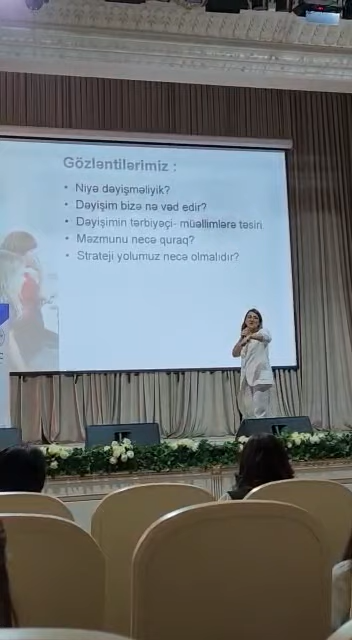 Gözləntilərimiz :
• Niyə dəyişməliyik?
• Dəyişim bizə nə vəd edir?
• Dəyişimin tərbiyəçi- müəllimlərə təsiri
• Məzmunu necə quraq?
• Strateji yolumuz necə olmalıdır?